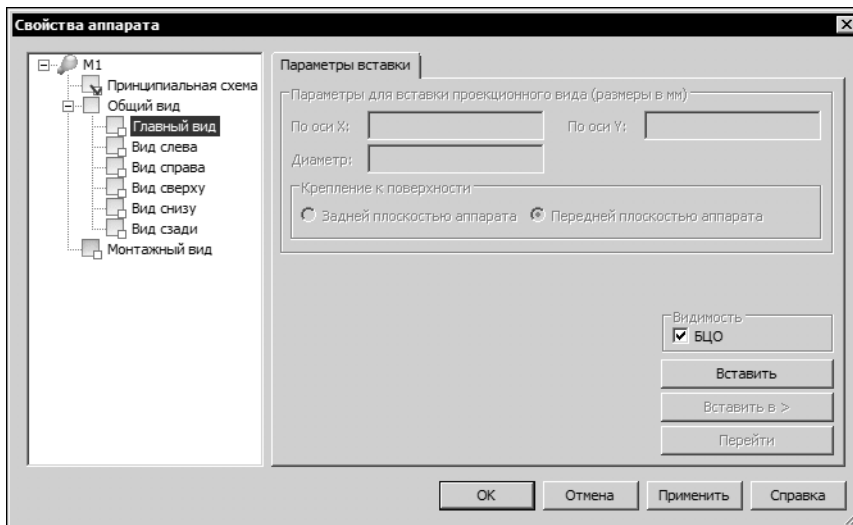 Свойства аппарата
М1
Принципиальная схема
Общий вид
Главный вид
Вид слева
Вид справа
Вид сверху
Вид снизу
Вид сзади
Монтажный вид
Параметры вставки
Параметры для вставки проекционного вида (размеры в мм)
По оси X: По оси Y:
Диаметр:
Крепление к поверхности
Задней плоскостью аппарата Передней плоскостью аппарата
Видимость
БЦО
Вставить
Вставить в >
Перейти
ОК Отмена Применить Справка